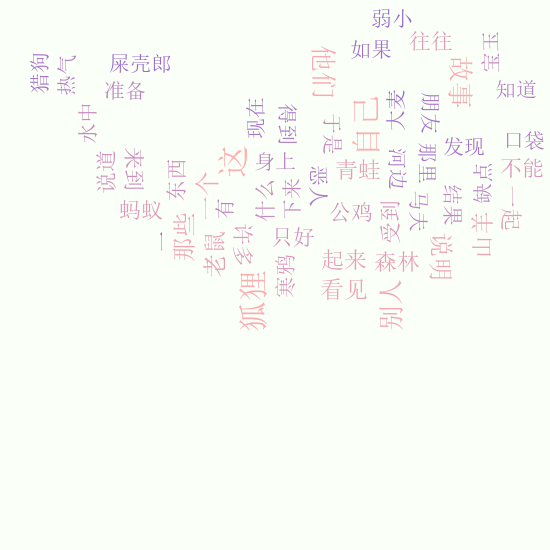 弱小
如果
往往
玉宝
猎狗
热气
屎壳郎
他们
故事
准备
知道
水中
现在
得到
自己
大麦
朋友
于是
发现
口袋
说道
来到
这
身上
青蛙
河边
那里
不能
东西
一个
什么
下来
恶人
马夫
结果
一起
蚂蚁
有
公鸡
受到
羊
山
一
那些
老鼠
许多
只好
起来
森林
说明
狐狸
寒鸦
看见
别人